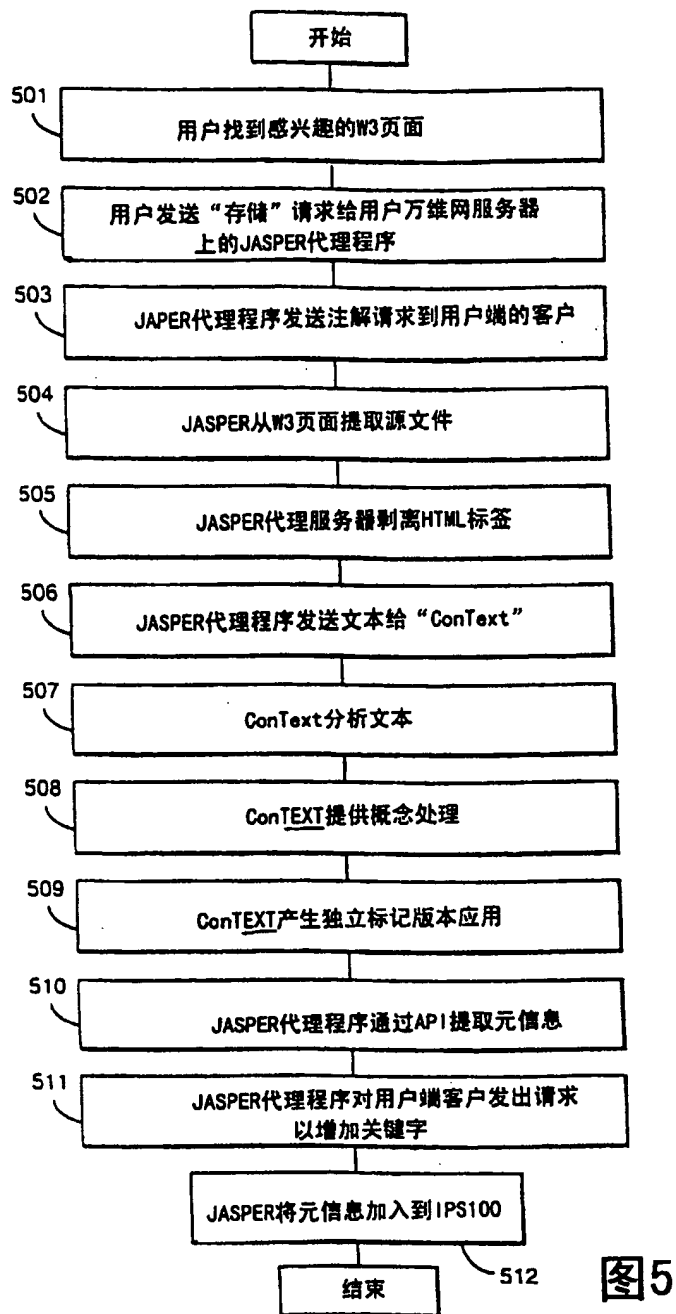 开始
501
用户找到感兴趣的W3页面
502
用户发送“存储”请求给用户万维网服务器
上的JASPER代理程序
503
JAPER代理程序发送注解请求到用户端的客户
504
JASPER从W3页面提取源文件
505
JASPER代理服务器剥离HTML标签
506
JASPER代理程序发送文本给“ConText”
507
ConText分析文本
508
ConTEXT提供概念处理
509
ConTEXT产生独立标记版本应用
510
JASPER代理程序通过API提取元信息
511
JASPER代理程序对用户端客户发出请求
以增加关键字
JASPER将元信息加入到IPS100
512
结束
图5